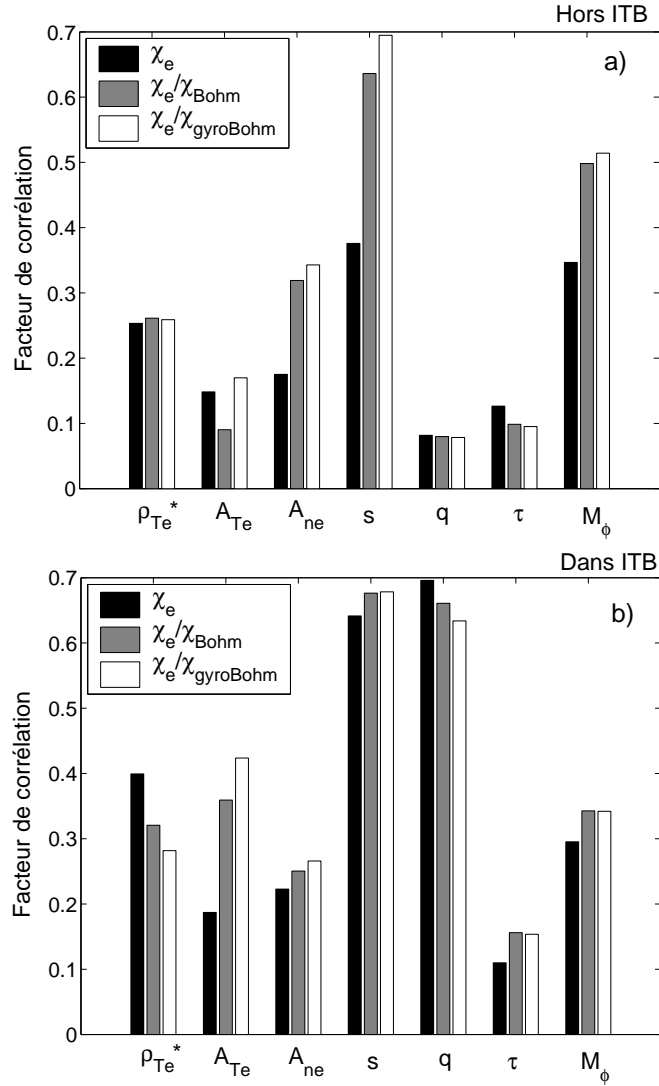 Hors ITB
a)
χe
χe/χBohm
χe/χgyroBohm
Facteur de corrélation
0.7
0.6
0.5
0.4
0.3
0.2
0.1
0
ρTe* ATe Ane s q τ Mϕ
Dans ITB
b)
χe
χe/χBohm
χe/χgyroBohm
Facteur de corrélation
0.7
0.6
0.5
0.4
0.3
0.2
0.1
0
ρTe* ATe Ane s q τ Mϕ